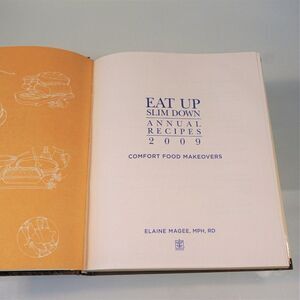 EAT UP
SLIM DOWN
ANNUAL
RECIPES
2009
COMFORT FOOD MAKEOVERS
ELAINE MAGEE, MPH, RD